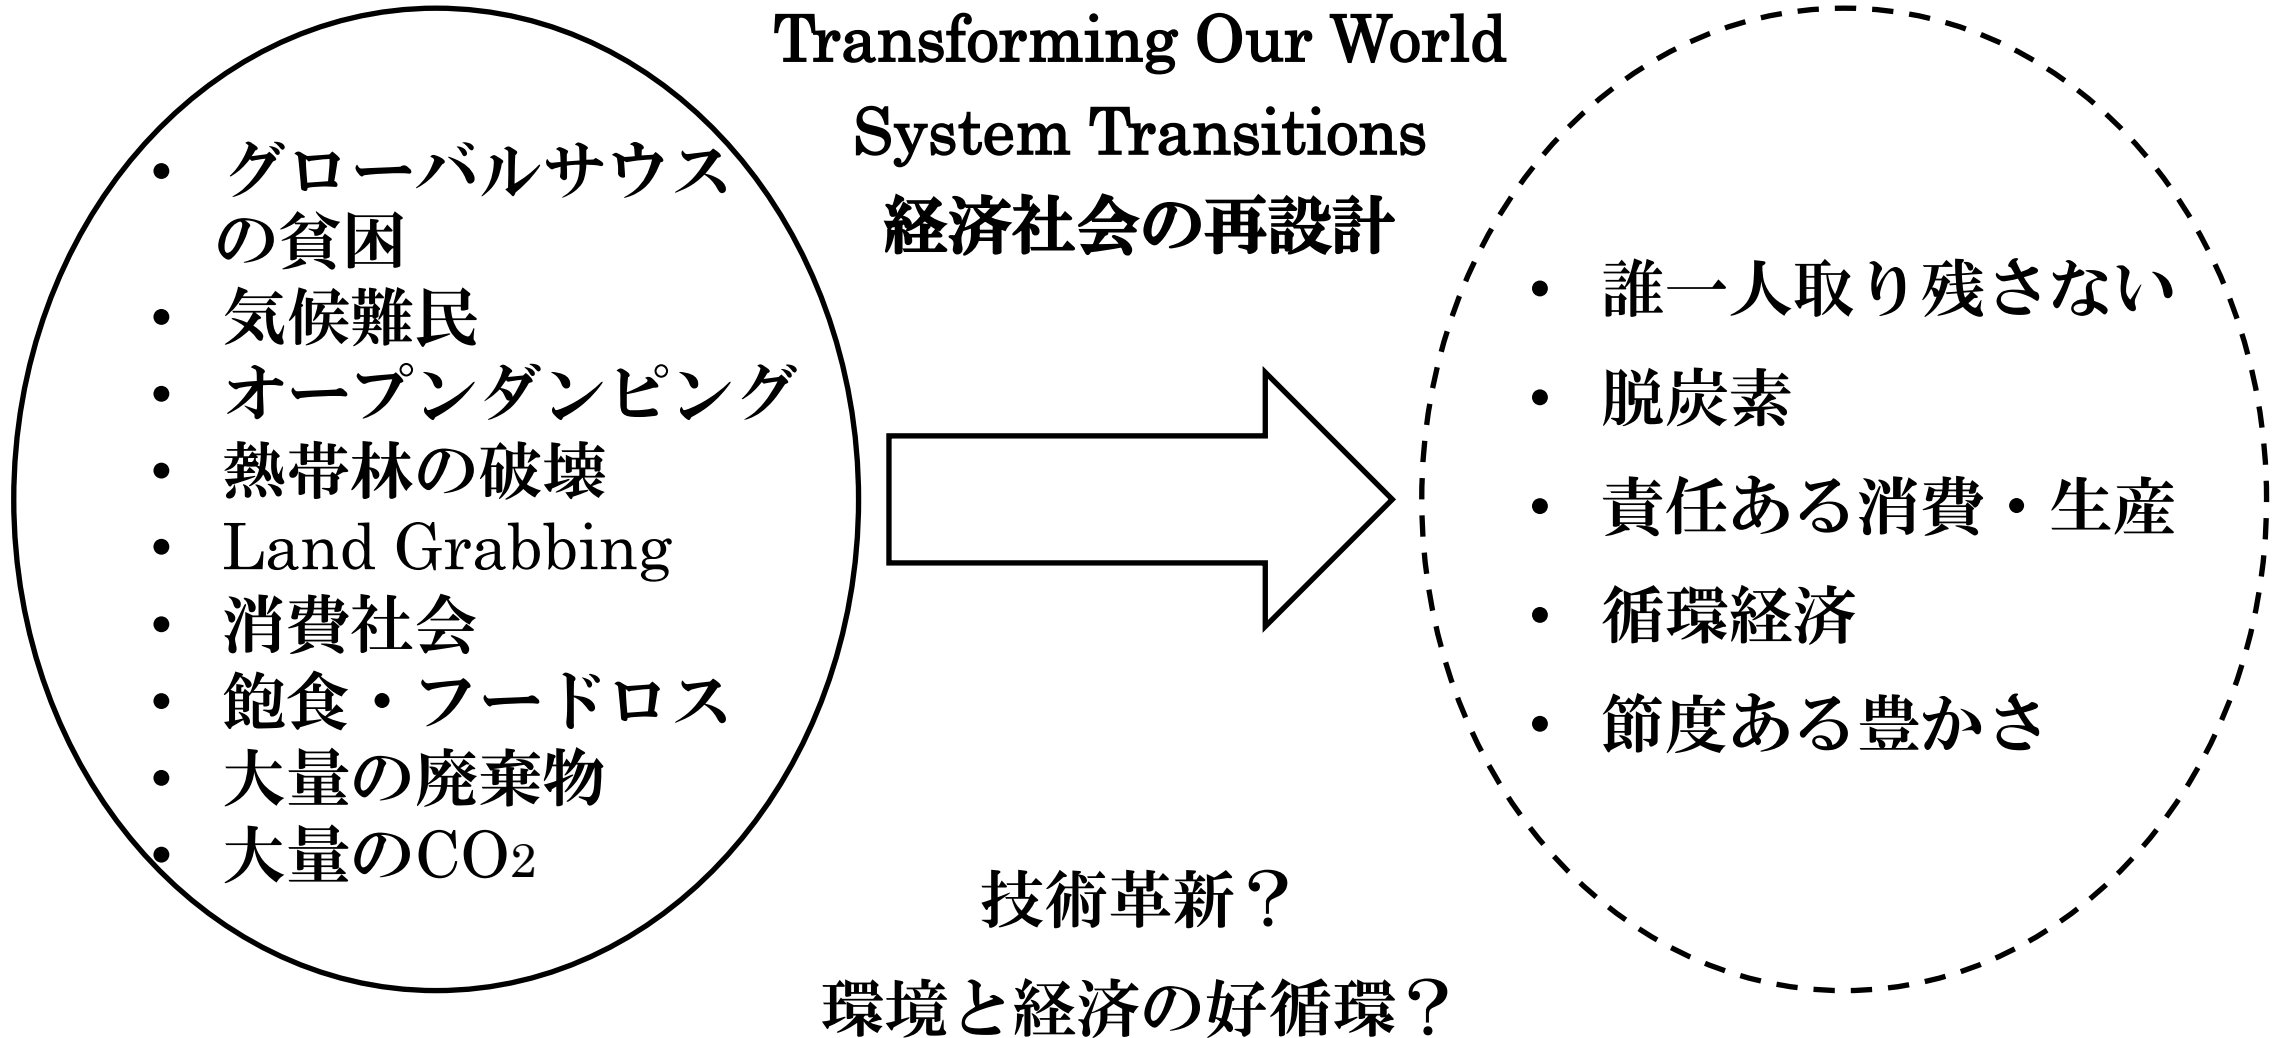 Transforming Our World
System Transitions
経済社会の再設計
• グローバルサウス
の貧困
• 気候難民
• オープンダンピング
• 熱帯林の破壊
• Land Grabbing
• 消費社会
• 飽食・フードロス
• 大量の廃棄物
• 大量のCO2
• 誰一人取り残さない
• 脱炭素
• 責任ある消費・生産
• 循環経済
• 節度ある豊かさ
技術革新？
環境と経済の好循環？